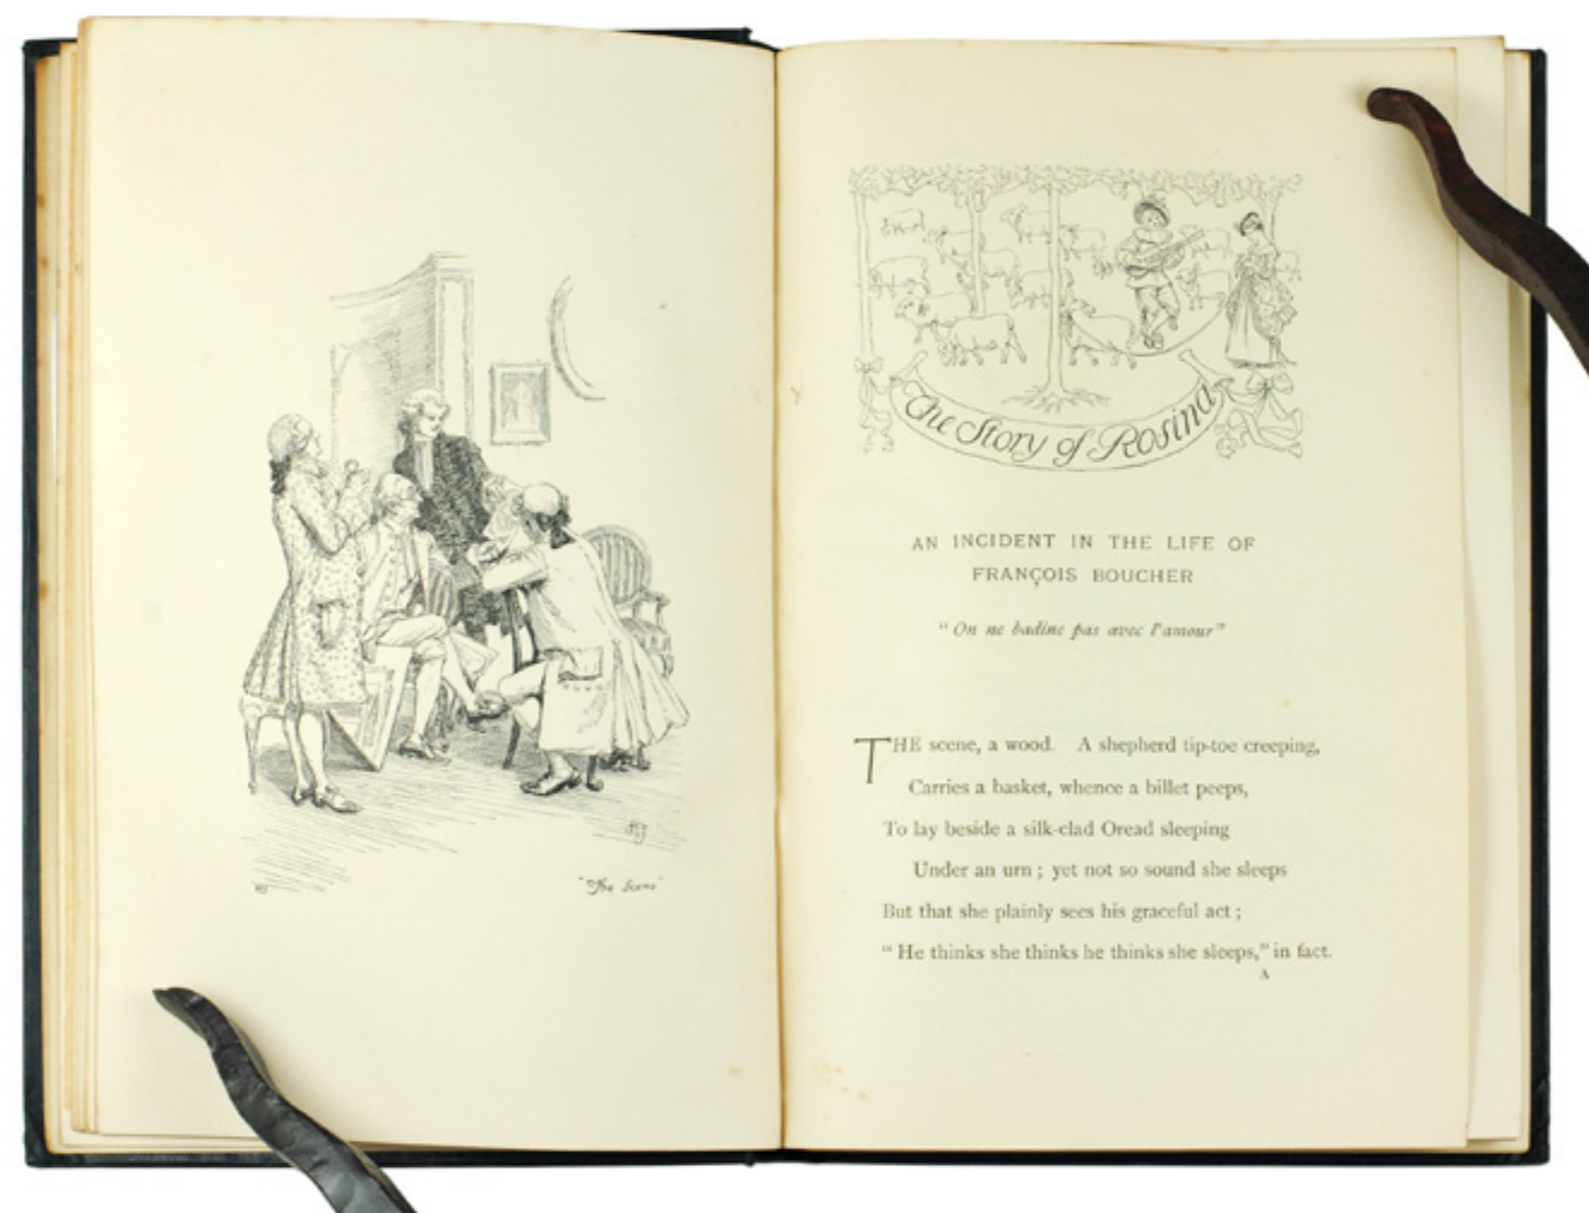 "The Scene"
The Story of Rosina
AN INCIDENT IN THE LIFE OF
FRANÇOIS BOUCHER
"On ne badine pas avec l'amour"
THE scene, a wood. A shepherd tip-toe creeping,
Carries a basket, whence a billet peeps,
To lay beside a silk-clad Oread sleeping
Under an urn; yet not so sound she sleeps
But that she plainly sees his graceful act;
"He thinks she thinks he thinks she sleeps," in fact.
A